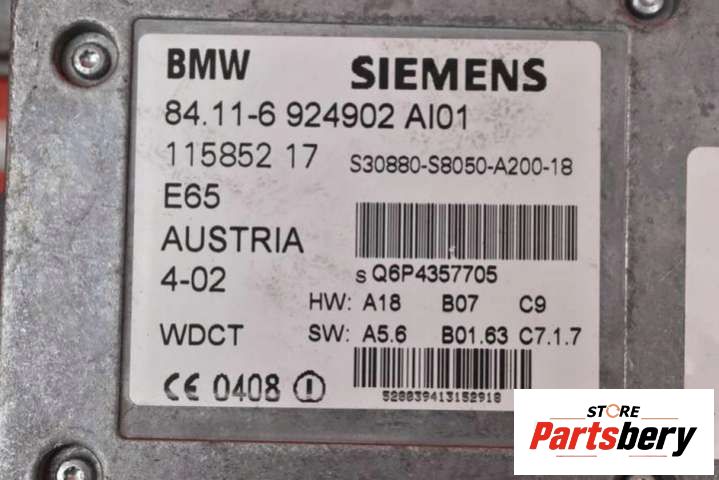 BMW SIEMENS
84.11-6 924902 AI01
115852 17 S30880-S8050-A200-18
E65
AUSTRIA
S Q6P4357705
4-02
HW: A18 B07 C9
WDCT SW: A5.6 B01.63 C7.1.7
CE 0408
528039413152918
STORE
Partsbery